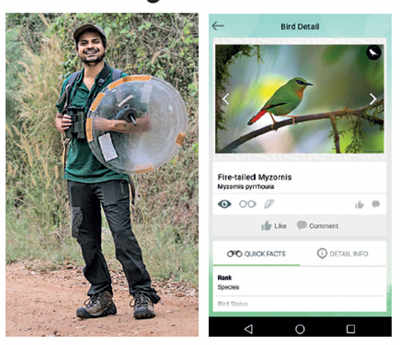 Bird Detail
Fire-tailed Myzornis
Myzornis pyrrhoura
Like
Comment
QUICK FACTS
DETAIL INFO
Rank
Species
Bird Status